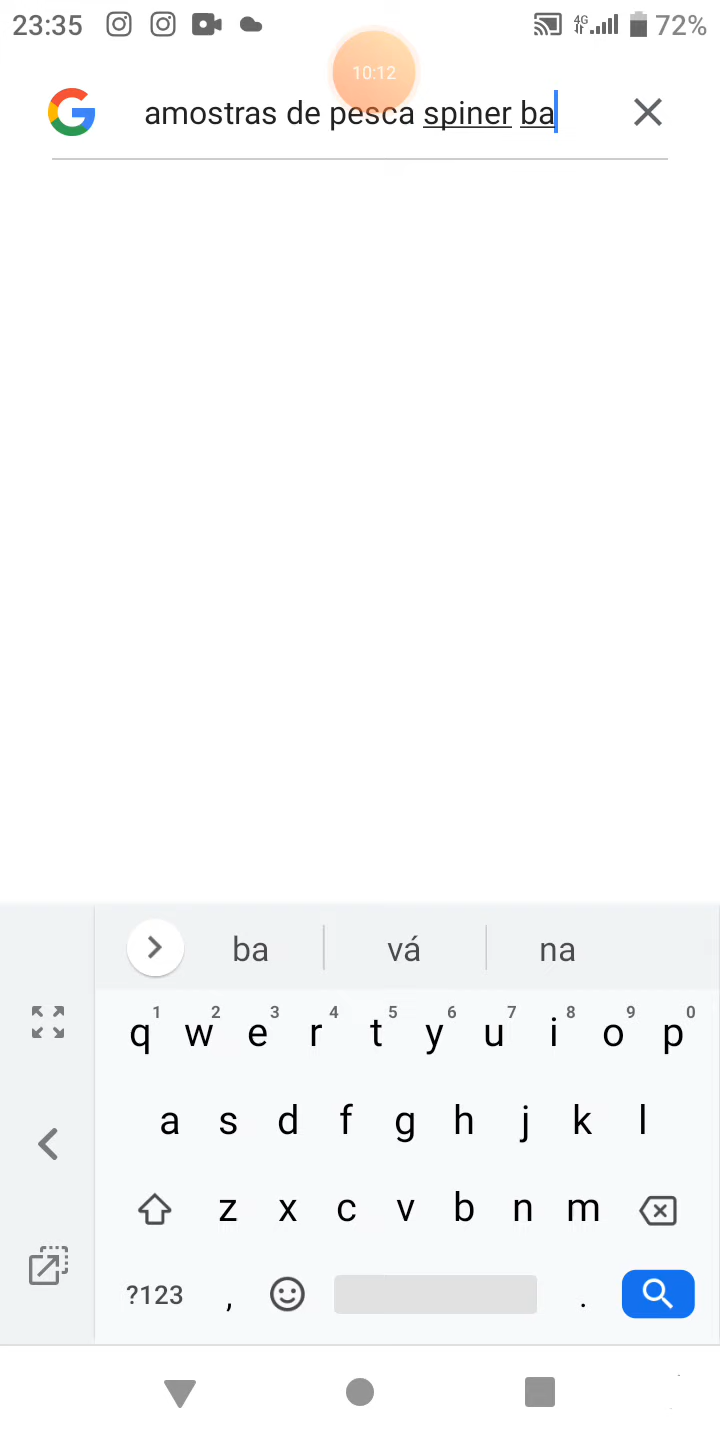 23:35 4G 72%
10:12
amostras de pesca spiner ba
ba vá na
1 2 3 4 5 6 7 8 9 0
q w e r t y u i o p
a s d f g h j k l
z x c v b n m
?123 , .